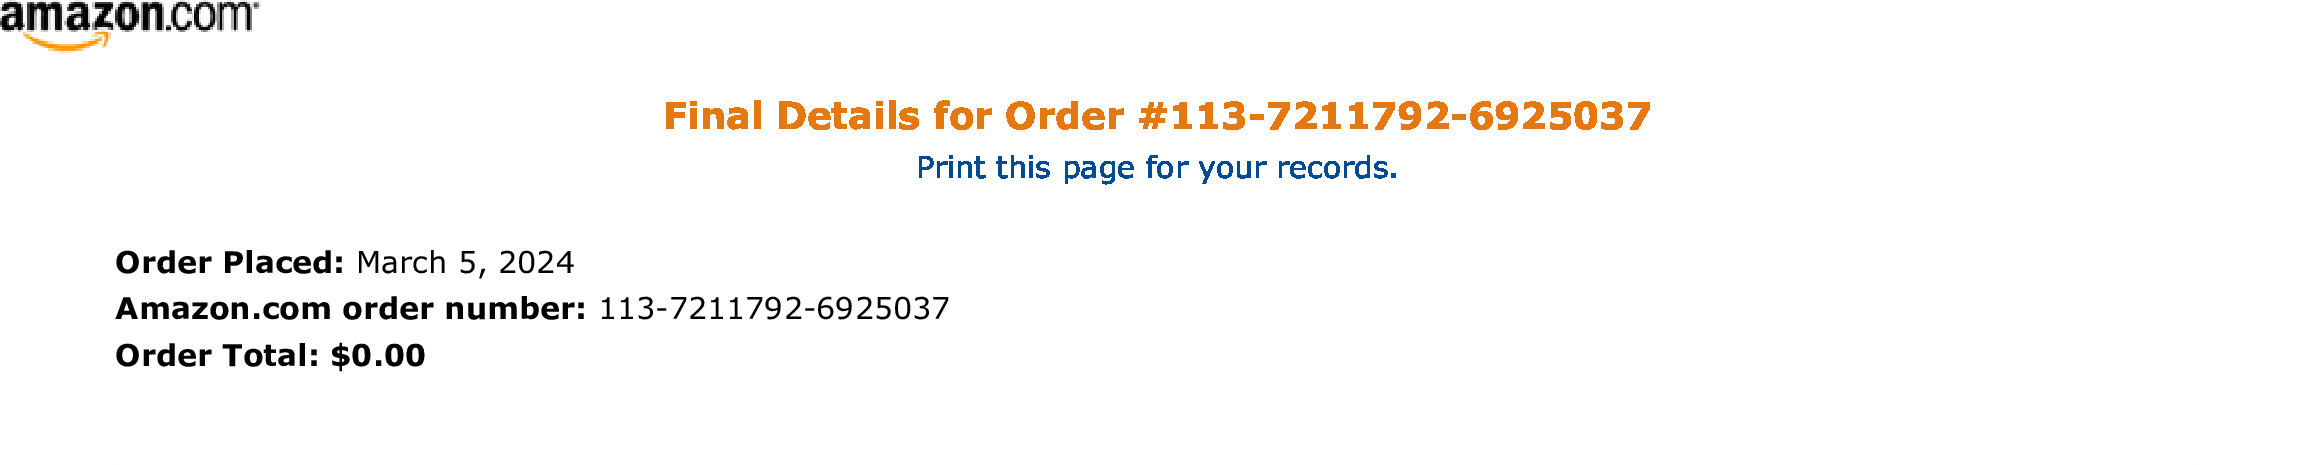 amazon.com
Final Details for Order #113-7211792-6925037
Print this page for your records.
Order Placed: March 5, 2024
Amazon.com order number: 113-7211792-6925037
Order Total: $0.00